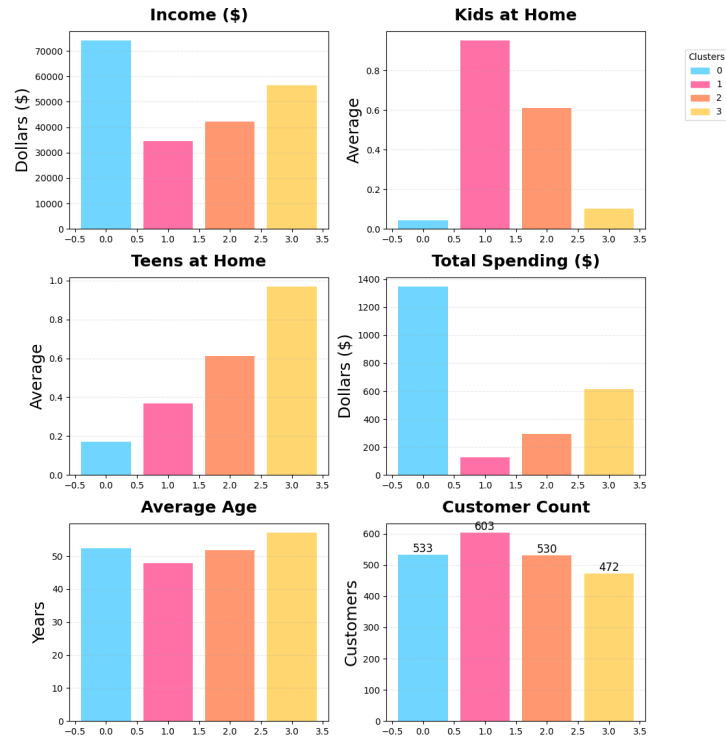 Income ($)
Dollars ($)
70000
60000
50000
40000
30000
20000
10000
0
−0.5 0.0 0.5 1.0 1.5 2.0 2.5 3.0 3.5
Kids at Home
Average
0.8
0.6
0.4
0.2
0.0
−0.5 0.0 0.5 1.0 1.5 2.0 2.5 3.0 3.5
Clusters
0
1
2
3
Teens at Home
Average
1.0
0.8
0.6
0.4
0.2
0.0
−0.5 0.0 0.5 1.0 1.5 2.0 2.5 3.0 3.5
Total Spending ($)
Dollars ($)
1400
1200
1000
800
600
400
200
0
−0.5 0.0 0.5 1.0 1.5 2.0 2.5 3.0 3.5
Average Age
Years
50
40
30
20
10
0
−0.5 0.0 0.5 1.0 1.5 2.0 2.5 3.0 3.5
Customer Count
Customers
600
500
400
300
200
100
0
533
603
530
472
−0.5 0.0 0.5 1.0 1.5 2.0 2.5 3.0 3.5